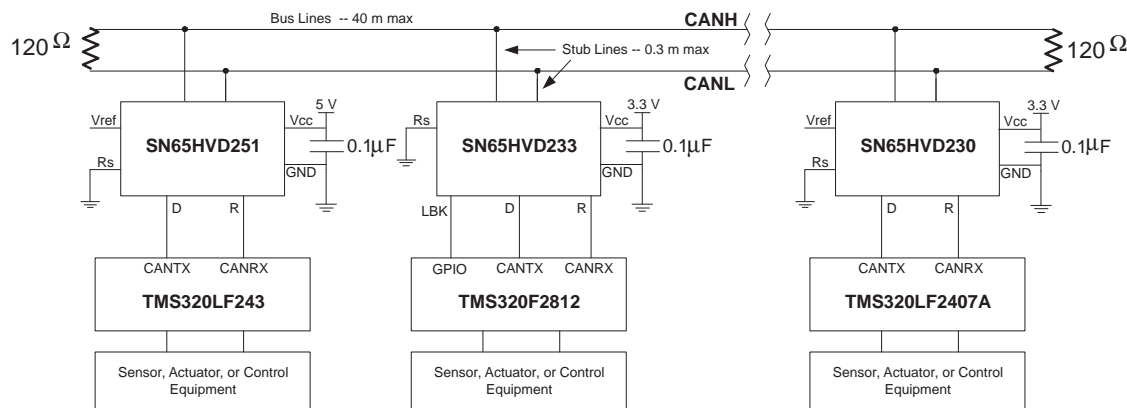 Bus Lines -- 40 m max
CANH
120 Ω
Stub Lines -- 0.3 m max
120 Ω
CANL
5 V
Vref
Vcc
SN65HVD251
0.1µF
Rs
GND
D
R
3.3 V
Rs
Vcc
SN65HVD233
0.1µF
GND
LBK
D
R
3.3 V
Vref
Vcc
SN65HVD230
0.1µF
Rs
GND
D
R
CANTX
CANRX
TMS320LF243
GPIO
CANTX
CANRX
TMS320F2812
CANTX
CANRX
TMS320LF2407A
Sensor, Actuator, or Control
Equipment
Sensor, Actuator, or Control
Equipment
Sensor, Actuator, or Control
Equipment